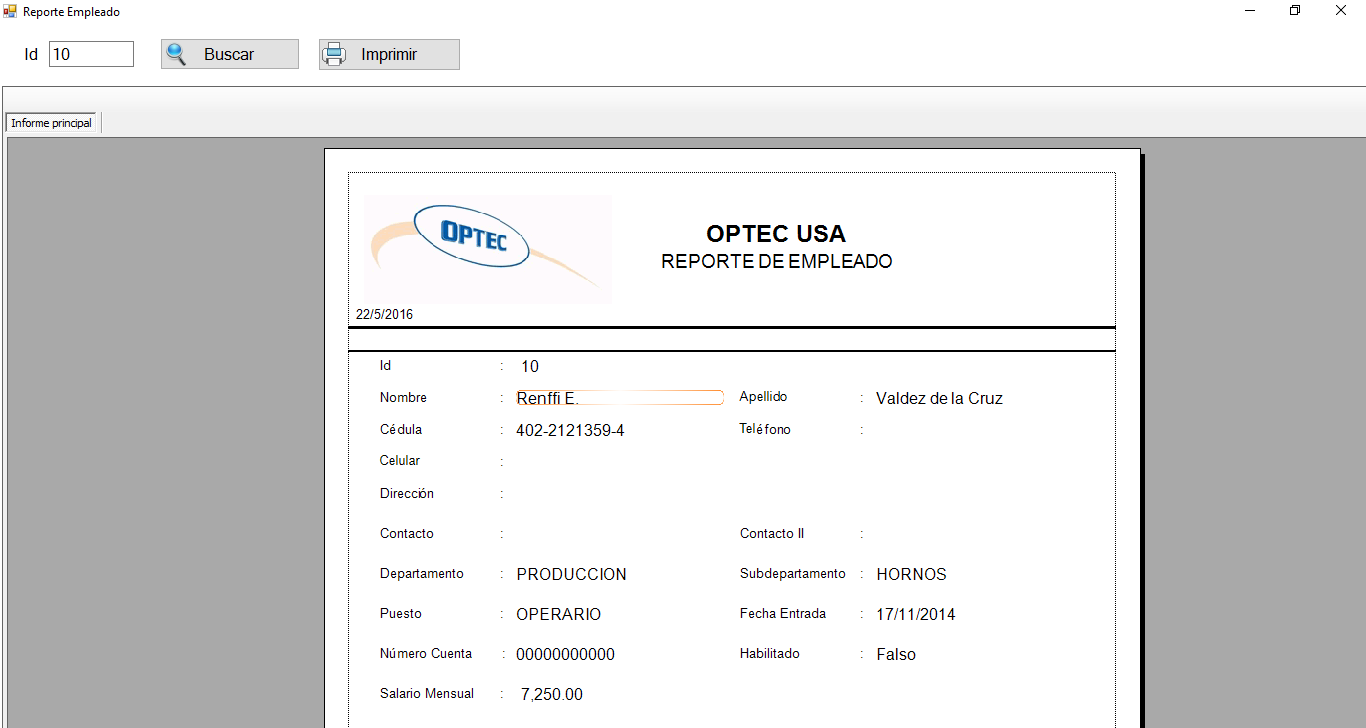 Reporte Empleado
Id 10 Buscar Imprimir
Informe principal
OPTEC
OPTEC USA
REPORTE DE EMPLEADO
22/5/2016
Id : 10
Nombre : Renffi E. Apellido : Valdez de la Cruz
Cédula : 402-2121359-4 Teléfono :
Celular :
Dirección :
Contacto : Contacto II :
Departamento : PRODUCCION Subdepartamento : HORNOS
Puesto : OPERARIO Fecha Entrada : 17/11/2014
Número Cuenta : 00000000000 Habilitado : Falso
Salario Mensual : 7,250.00